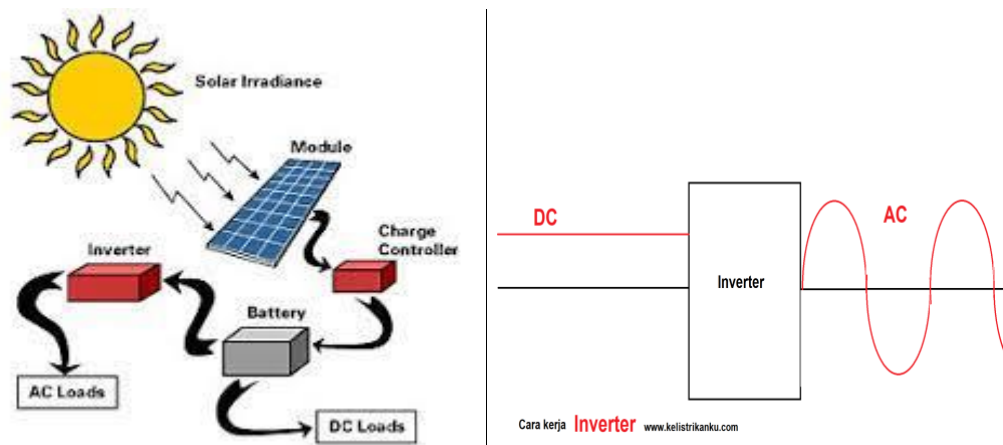 Solar Irradiance
Module
Charge
Controller
Inverter
Battery
AC Loads
DC Loads
DC
Inverter
AC
Cara kerja Inverter www.kelistrikanku.com